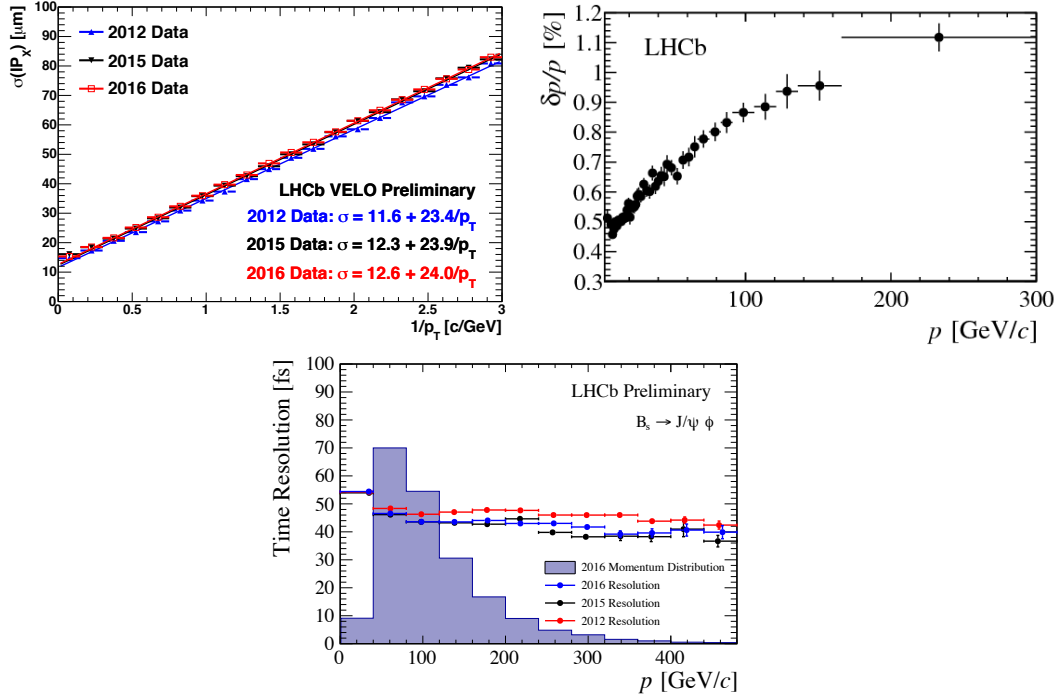 σ(IP_X) [μm]
100
90
80
70
60
50
40
30
20
10
0
2012 Data
2015 Data
2016 Data
LHCb VELO Preliminary
2012 Data: σ = 11.6 + 23.4/p_T
2015 Data: σ = 12.3 + 23.9/p_T
2016 Data: σ = 12.6 + 24.0/p_T
0 0.5 1 1.5 2 2.5 3
1/p_T [c/GeV]
δp/p [%]
1.2
1.1
1
0.9
0.8
0.7
0.6
0.5
0.4
0.3
LHCb
100 200 300
p [GeV/c]
Time Resolution [fs]
100
90
80
70
60
50
40
30
20
10
0
LHCb Preliminary
B_s → J/ψ ϕ
2016 Momentum Distribution
2016 Resolution
2015 Resolution
2012 Resolution
0 200 400
p [GeV/c]